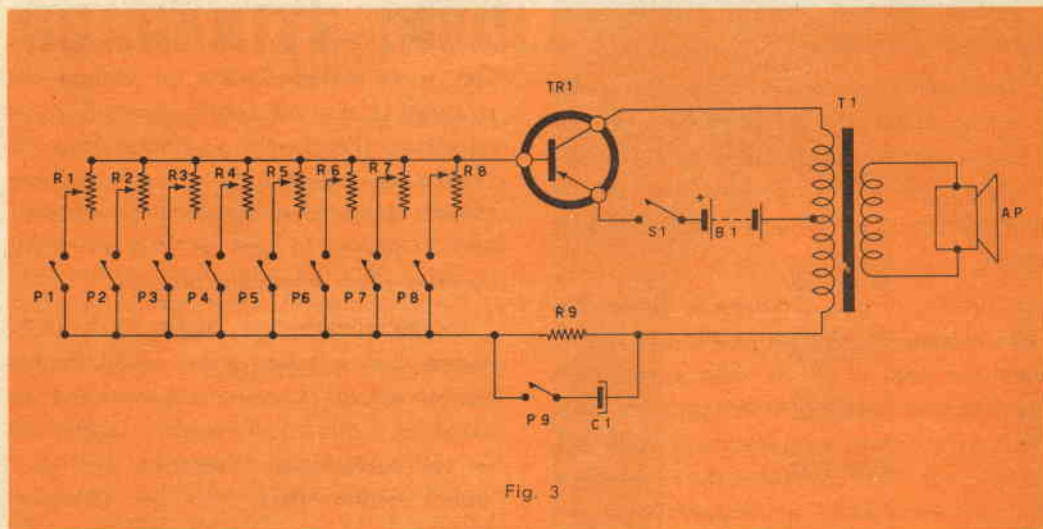 TR1
T1
R1 R2 R3 R4 R5 R6 R7 R8
+
S1 B1
A.P.
P1 P2 P3 P4 P5 P6 P7 P8
R9
P9 C1
Fig. 3